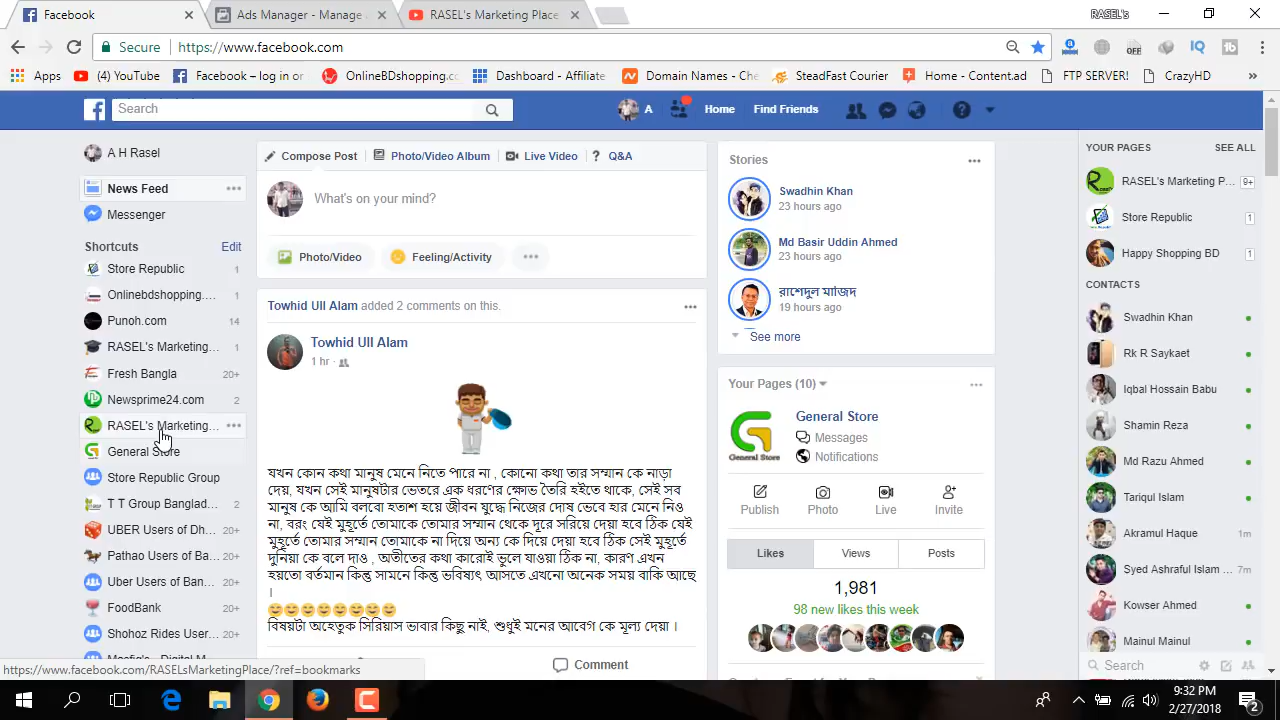 Facebook
Ads Manager - Manage
RASEL's Marketing Place
RASEL's
Secure
https://www.facebook.com
Apps
(4) YouTube
Facebook – log in or
OnlineBDshopping.c
Dashboard - Affiliate
Domain Names - Che
SteadFast Courier
Home - Content.ad
FTP SERVER!
CrazyHD
Search
A
Home
Find Friends
A H Rasel
News Feed
Messenger
Shortcuts
Edit
Store Republic 1
Onlinebdshopping.... 1
Punoh.com 14
RASEL's Marketing... 1
Fresh Bangla 20+
Newsprime24.com 2
RASEL's Marketing...
General Store
Store Republic Group
T T Group Banglad... 2
UBER Users of Dh... 20+
Pathao Users of Ba... 20+
Uber Users of Ban... 20+
FoodBank 20+
Shohoz Rides User... 20+
https://www.facebook.com/RASELsMarketingPlace/?ref=bookmarks
Compose Post
Photo/Video Album
Live Video
Q&A
What's on your mind?
Photo/Video
Feeling/Activity
Towhid Ull Alam added 2 comments on this.
Towhid Ull Alam
1 hr
যখন কোন কথা মানুষ মেনে নিতে পারে না , কোনো কথা তার সম্মান কে নাড়া
দেয়, যখন সেই মানুষটার ভেতরে এক ধরণের ক্ষোভ তৈরি হইতে থাকে, সেই সব
মানুষ কে আমি বলবো হতাশ হয়ে জীবন যুদ্ধে নিজের দোষ ভেবে হার মেনে নিও
না, বরং যেই মুহূর্তে তোমাকে তোমার সম্মান থেকে দূরে সরিয়ে দেয়া হবে ঠিক যেই
মুহূর্তে তোমার সম্মান তোমাকে না দিয়ে অন্য কে দিয়ে দেয়া হবে ঠিক সেই মুহূর্তে
দুনিয়া কে বলে দাও , অতীতের কথা কারোই ভুলে যাওয়া ঠিক না, কারণ এখন
হয়তো বর্তমান কিন্তু সামনে কিন্তু ভবিষ্যৎ আসতে এখনো অনেক সময় বাকি আছে
।
বিষয়টা অহেতুক সিরিয়াস ভাবার কিছু নাই, শুধুই মনের আবেগ কে মূল্য দেয়া ।
Comment
Stories
Swadhin Khan
23 hours ago
Md Basir Uddin Ahmed
23 hours ago
রাশেদুল মাজিদ
19 hours ago
See more
Your Pages (10)
General Store
General Store
Messages
Notifications
Publish
Photo
Live
Invite
Likes
Views
Posts
1,981
98 new likes this week
YOUR PAGES
SEE ALL
RASEL's Marketing P... 9+
Store Republic 1
Happy Shopping BD 1
CONTACTS
Swadhin Khan
Rk R Saykaet
Iqbal Hossain Babu
Shamin Reza
Md Razu Ahmed
Tariqul Islam
Akramul Haque 1m
Syed Ashraful Islam ... 7m
Kowser Ahmed
Mainul Mainul
Search
9:32 PM
2/27/2018
2